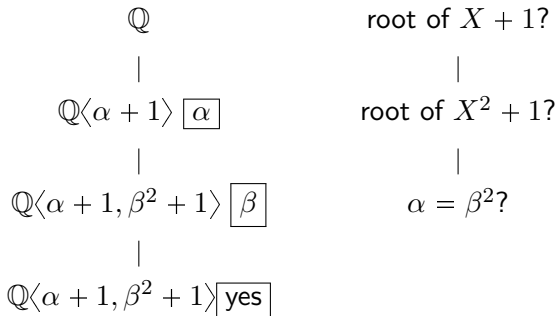 ℚ root of X + 1?
| |
ℚ⟨α + 1⟩ α root of X² + 1?
| |
ℚ⟨α + 1, β² + 1⟩ β α = β²?
|
ℚ⟨α + 1, β² + 1⟩ yes